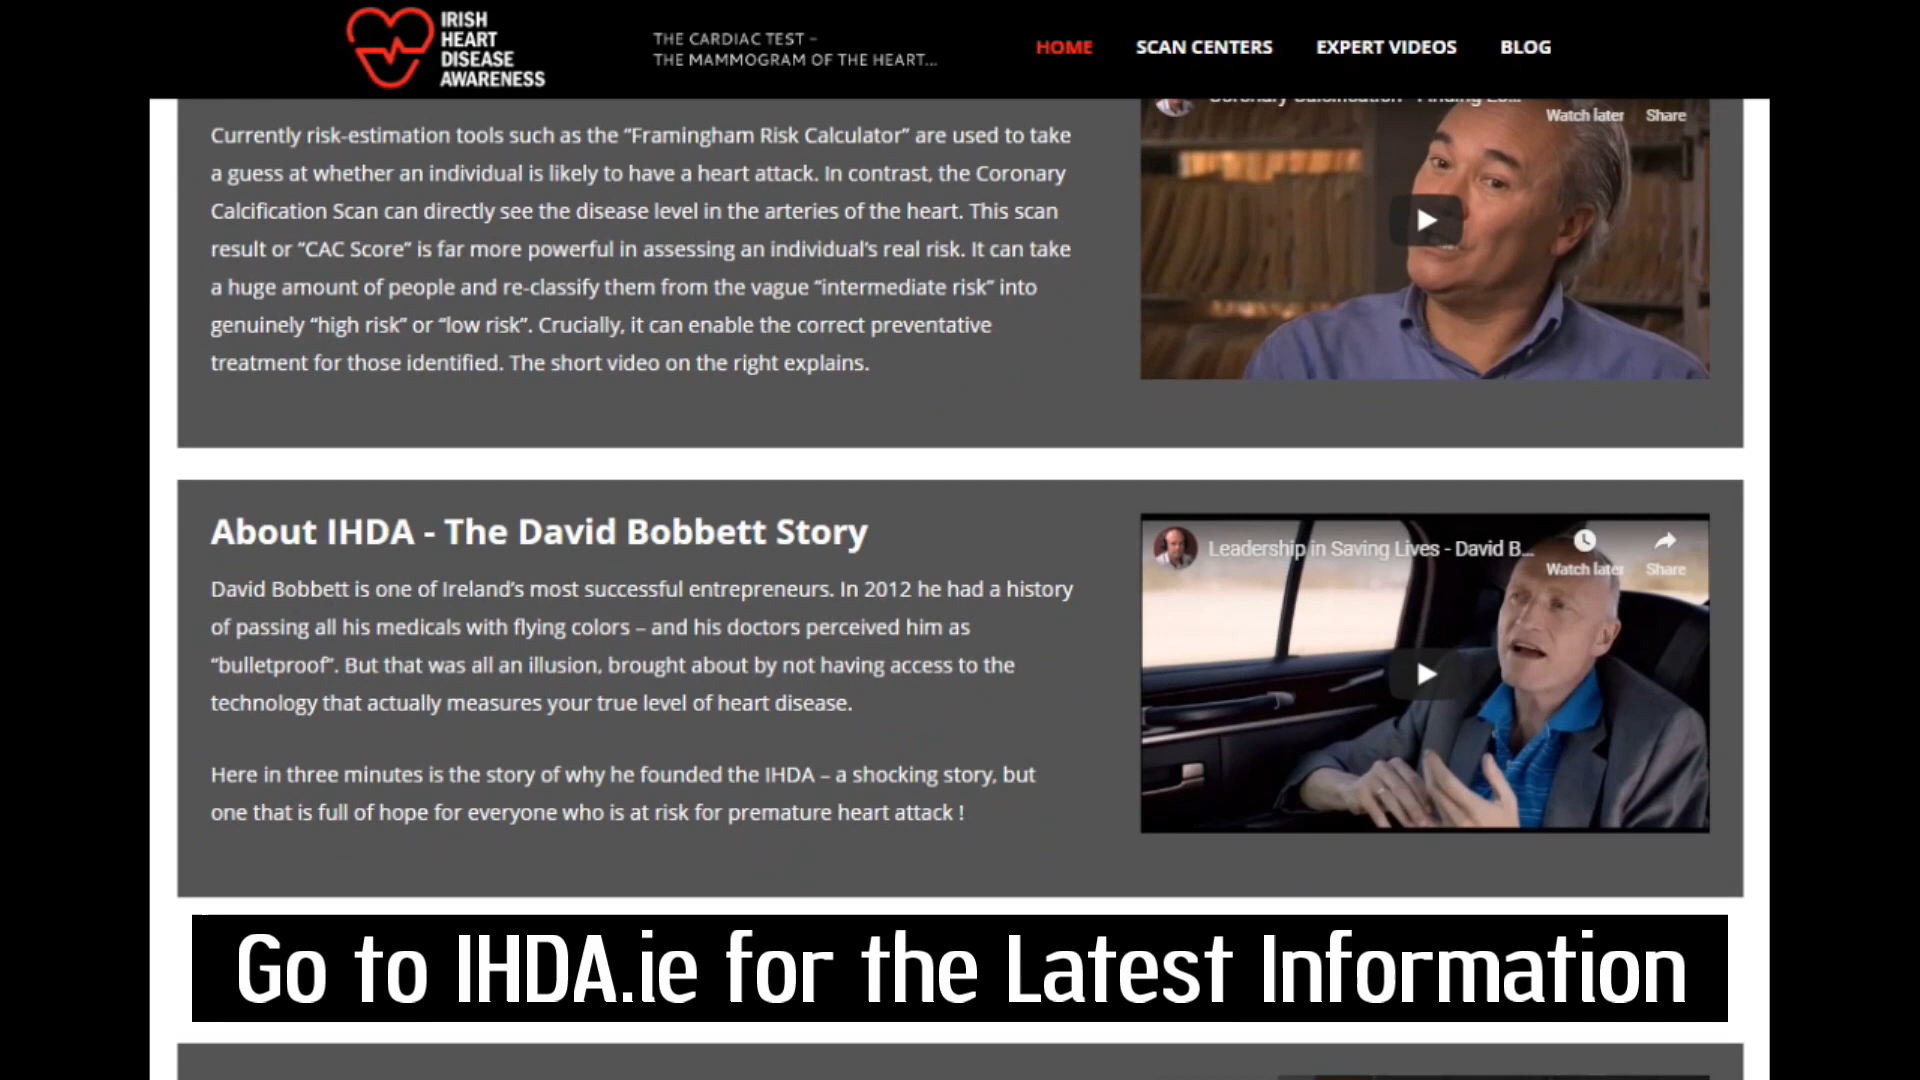 IRISH
HEART
DISEASE
AWARENESS
THE CARDIAC TEST –
THE MAMMOGRAM OF THE HEART...
HOME
SCAN CENTERS
EXPERT VIDEOS
BLOG
Currently risk-estimation tools such as the “Framingham Risk Calculator” are used to take
a guess at whether an individual is likely to have a heart attack. In contrast, the Coronary
Calcification Scan can directly see the disease level in the arteries of the heart. This scan
result or “CAC Score” is far more powerful in assessing an individual’s real risk. It can take
a huge amount of people and re-classify them from the vague “intermediate risk” into
genuinely “high risk” or “low risk”. Crucially, it can enable the correct preventative
treatment for those identified. The short video on the right explains.
Watch later
Share
About IHDA - The David Bobbett Story
David Bobbett is one of Ireland’s most successful entrepreneurs. In 2012 he had a history
of passing all his medicals with flying colors – and his doctors perceived him as
“bulletproof”. But that was all an illusion, brought about by not having access to the
technology that actually measures your true level of heart disease.
Here in three minutes is the story of why he founded the IHDA – a shocking story, but
one that is full of hope for everyone who is at risk for premature heart attack !
Leadership in Saving Lives - David B...
Watch later
Share
Go to IHDA.ie for the Latest Information